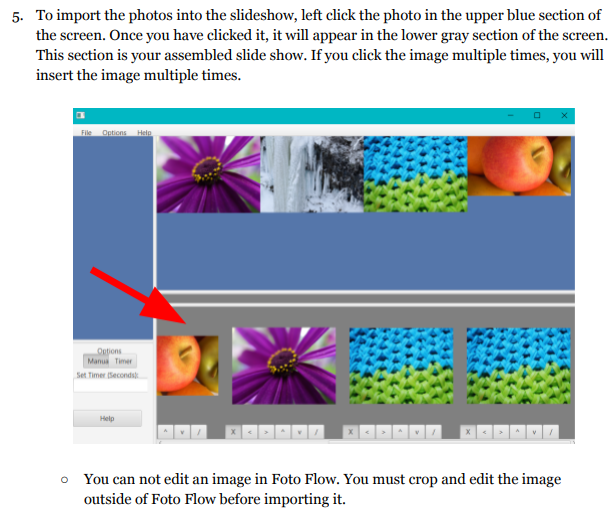 5. To import the photos into the slideshow, left click the photo in the upper blue section of
the screen. Once you have clicked it, it will appear in the lower gray section of the screen.
This section is your assembled slide show. If you click the image multiple times, you will
insert the image multiple times.
File Options Help
Options
Manua Timer
Set Timer (Seconds):
Help
^ v /
X < > ^ v /
X < > ^ v /
X < > ^ v /
○ You can not edit an image in Foto Flow. You must crop and edit the image
outside of Foto Flow before importing it.